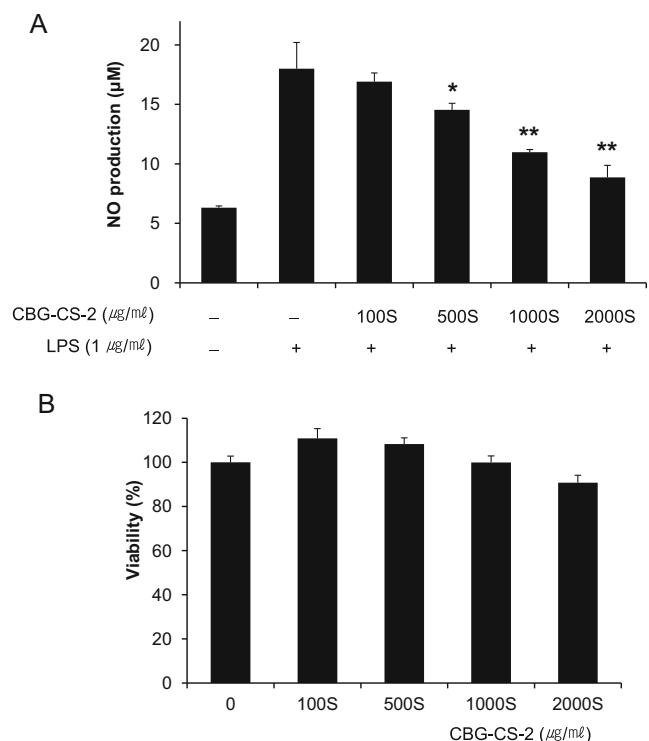 A
NO production (μM)
20
15
10
5
0
*
**
**
CBG-CS-2 (㎍/㎖) – – 100S 500S 1000S 2000S
LPS (1 ㎍/㎖) – + + + + +
B
Viability (%)
120
100
80
60
40
20
0
0 100S 500S 1000S 2000S
CBG-CS-2 (㎍/㎖)